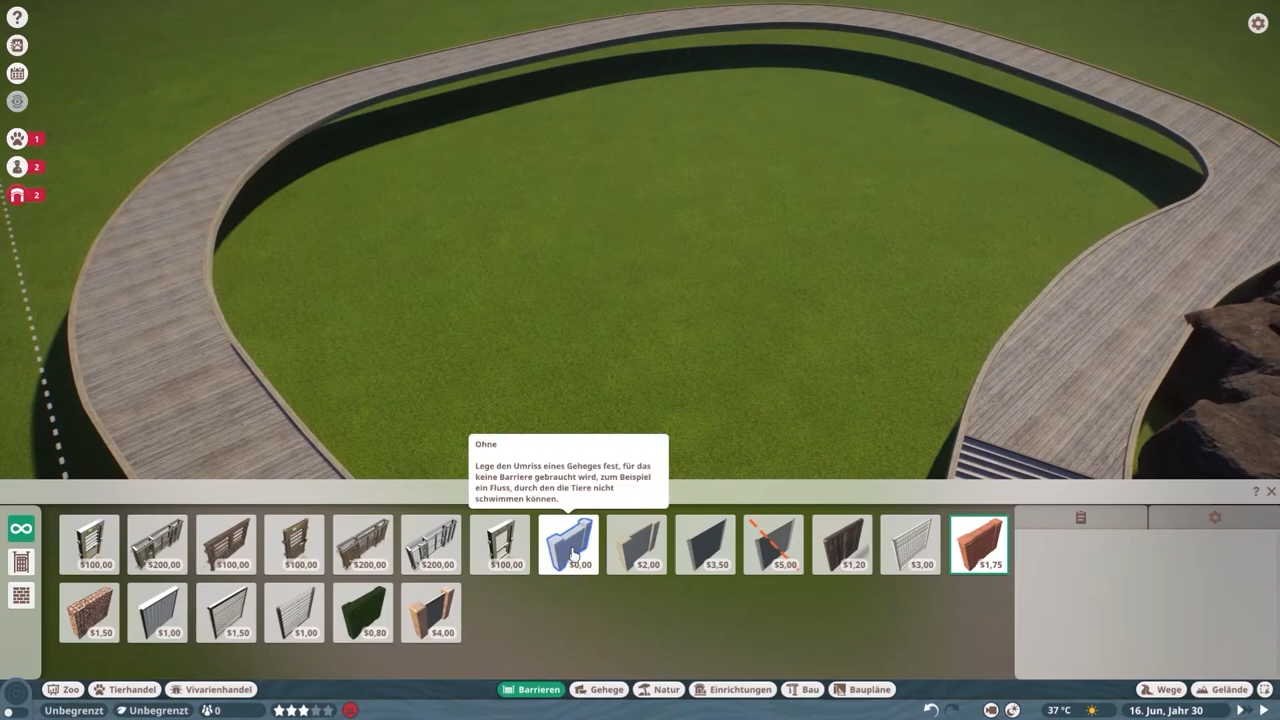 ?
1
2
2
Ohne
Lege den Umriss eines Geheges fest, für das
keine Barriere gebraucht wird, zum Beispiel
ein Fluss, durch den die Tiere nicht
schwimmen können.
? ×
$100,00 $200,00 $100,00 $100,00 $200,00 $200,00 $100,00 $0,00 $2,00 $3,50 $5,00 $1,20 $3,00 $1,75
$1,50 $1,00 $1,50 $1,00 $0,80 $4,00
Zoo Tierhandel Vivarienhandel Barrieren Gehege Natur Einrichtungen Bau Baupläne Wege Gelände
Unbegrenzt Unbegrenzt 0 37 °C 16. Jun, Jahr 30